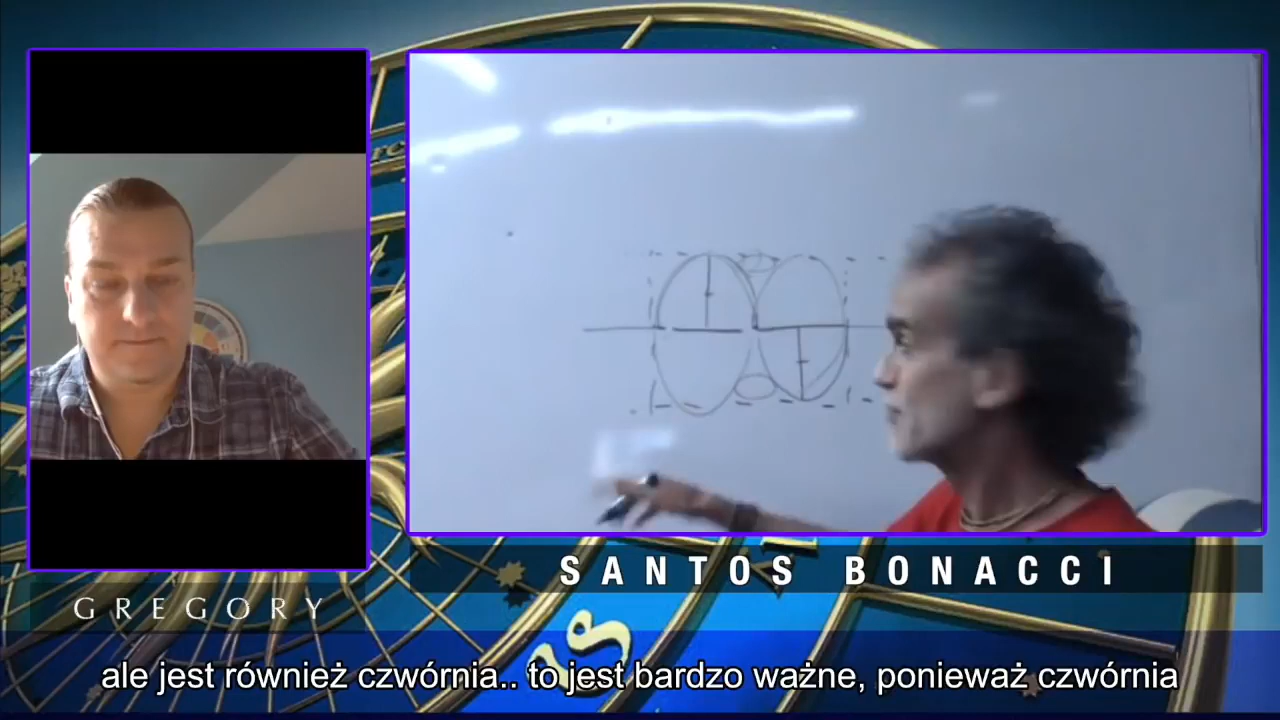 SANTOS BONACCI
GREGORY
ale jest również czwórnia.. to jest bardzo ważne, ponieważ czwórnia